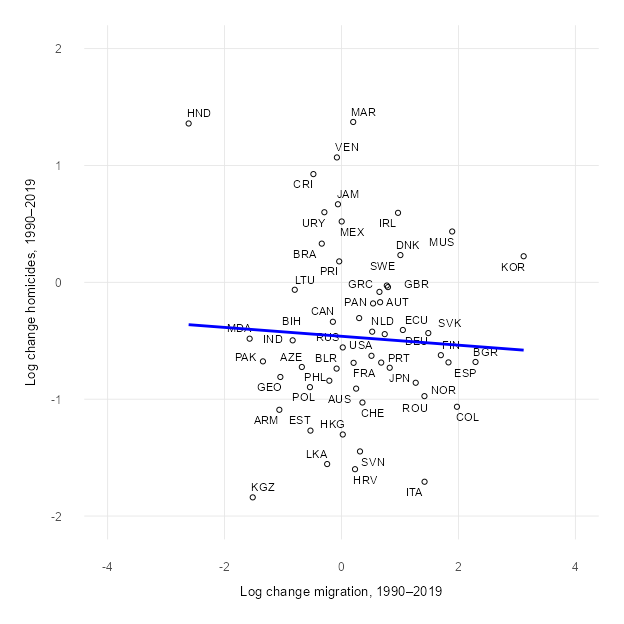 2
HND
MAR
VEN
1
CRI
JAM
URY
IRL
MEX
MUS
DNK
BRA
SWE
PRI
KOR
LTU
GRC
GBR
0
PAN
AUT
CAN
BIH
NLD
ECU
SVK
MDA
IND
RUS
USA
DEU
FIN
BGR
PAK
AZE
BLR
PRT
FRA
ESP
PHL
JPN
GEO
NOR
POL
AUS
-1
ROU
CHE
COL
ARM
EST
HKG
LKA
SVN
HRV
KGZ
ITA
-2
-4
-2
0
2
4
Log change migration, 1990–2019
Log change homicides, 1990–2019